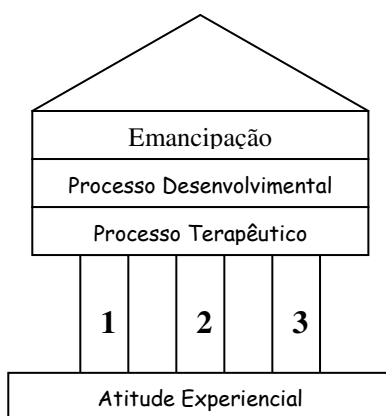 Emancipação
Processo Desenvolvimental
Processo Terapêutico
1 2 3
Atitude Experiencial